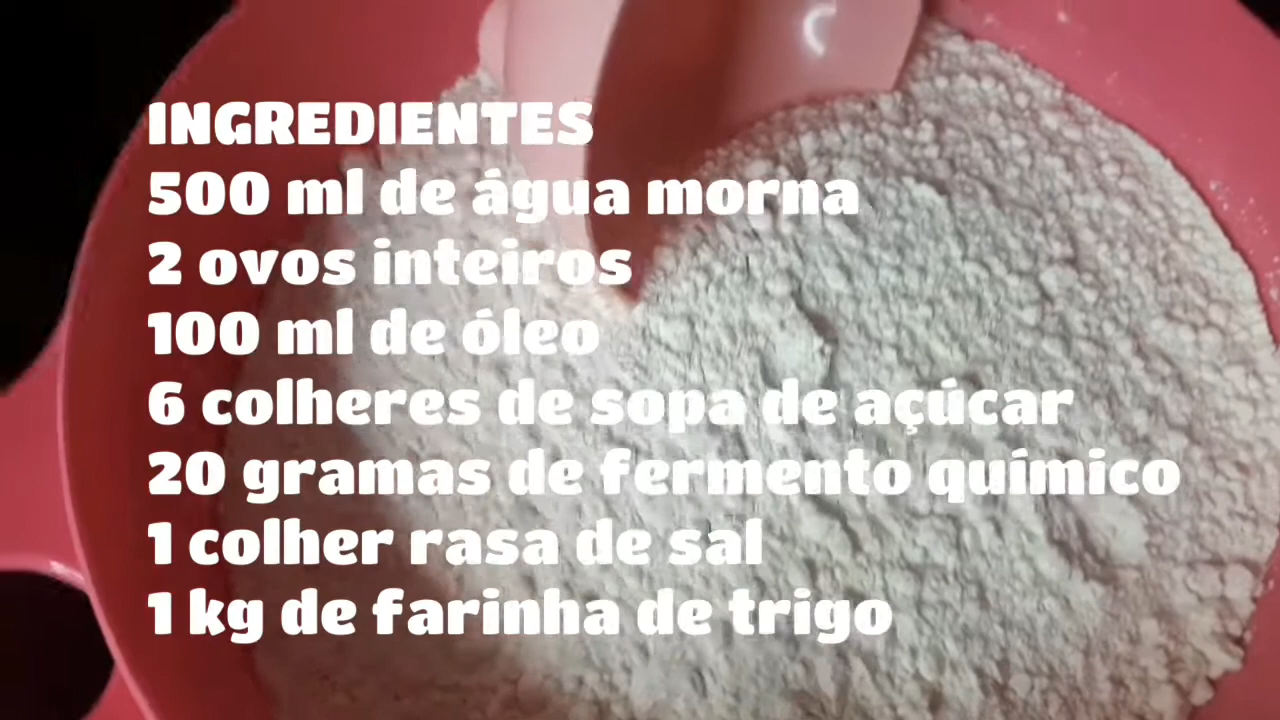 INGREDIENTES
500 ml de água morna
2 ovos inteiros
100 ml de óleo
6 colheres de sopa de açúcar
20 gramas de fermento químico
1 colher rasa de sal
1 kg de farinha de trigo